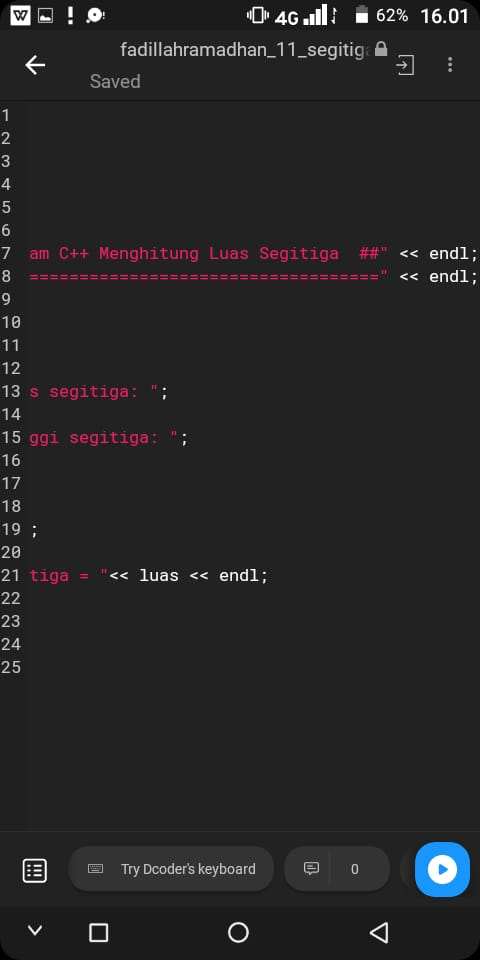 4G 62% 16.01
fadillahramadhan_11_segitig
Saved
1
2
3
4
5
6
7 am C++ Menghitung Luas Segitiga  ##" << endl;
8 ===================================" << endl;
9
10
11
12
13 s segitiga: ";
14
15 ggi segitiga: ";
16
17
18
19 ;
20
21 tiga = "<< luas << endl;
22
23
24
25
Try Dcoder's keyboard 0